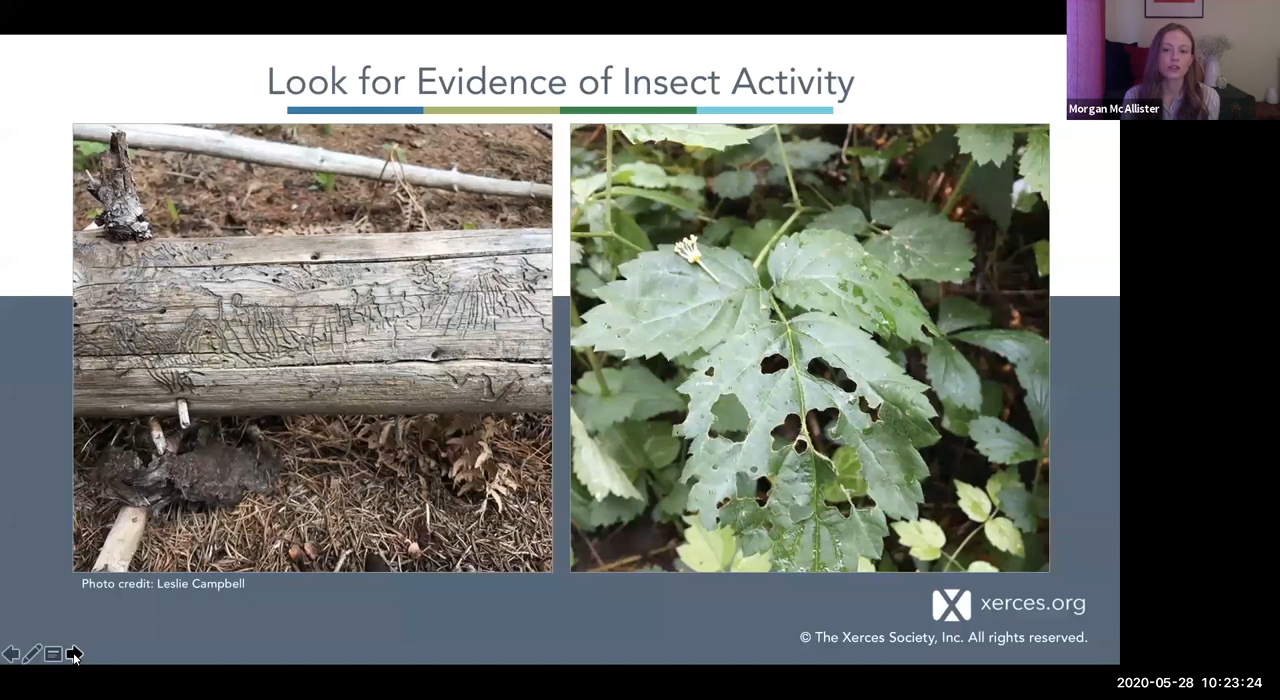 Look for Evidence of Insect Activity
Morgan McAllister
Photo credit: Leslie Campbell
xerces.org
© The Xerces Society, Inc. All rights reserved.
2020-05-28 10:23:24